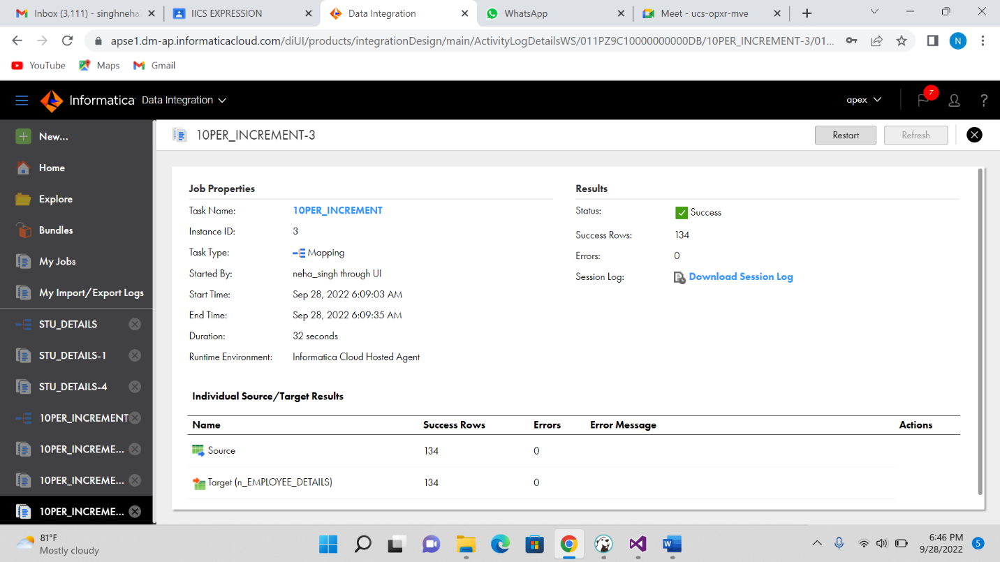 Inbox (3,111) - singhneha
IICS EXPRESSION
Data Integration
WhatsApp
Meet - ucs-opxr-mve
apse1.dm-ap.informaticacloud.com/diUI/products/integrationDesign/main/ActivityLogDetailsWS/011PZ9C10000000000DB/10PER_INCREMENT-3/01...
N
YouTube
Maps
Gmail
Informatica Data Integration
apex
7
?
New...
Home
Explore
Bundles
My Jobs
My Import/Export Logs
STU_DETAILS
STU_DETAILS-1
STU_DETAILS-4
10PER_INCREMENT
10PER_INCREME...
10PER_INCREME...
10PER_INCREME...
10PER_INCREMENT-3
Restart
Refresh
Job Properties
Task Name: 10PER_INCREMENT
Instance ID: 3
Task Type: Mapping
Started By: neha_singh through UI
Start Time: Sep 28, 2022 6:09:03 AM
End Time: Sep 28, 2022 6:09:35 AM
Duration: 32 seconds
Runtime Environment: Informatica Cloud Hosted Agent
Results
Status: Success
Success Rows: 134
Errors: 0
Session Log: Download Session Log
Individual Source/Target Results
Name Success Rows Errors Error Message Actions
Source 134 0
Target (n_EMPLOYEE_DETAILS) 134 0
81°F
Mostly cloudy
6:46 PM
9/28/2022
5